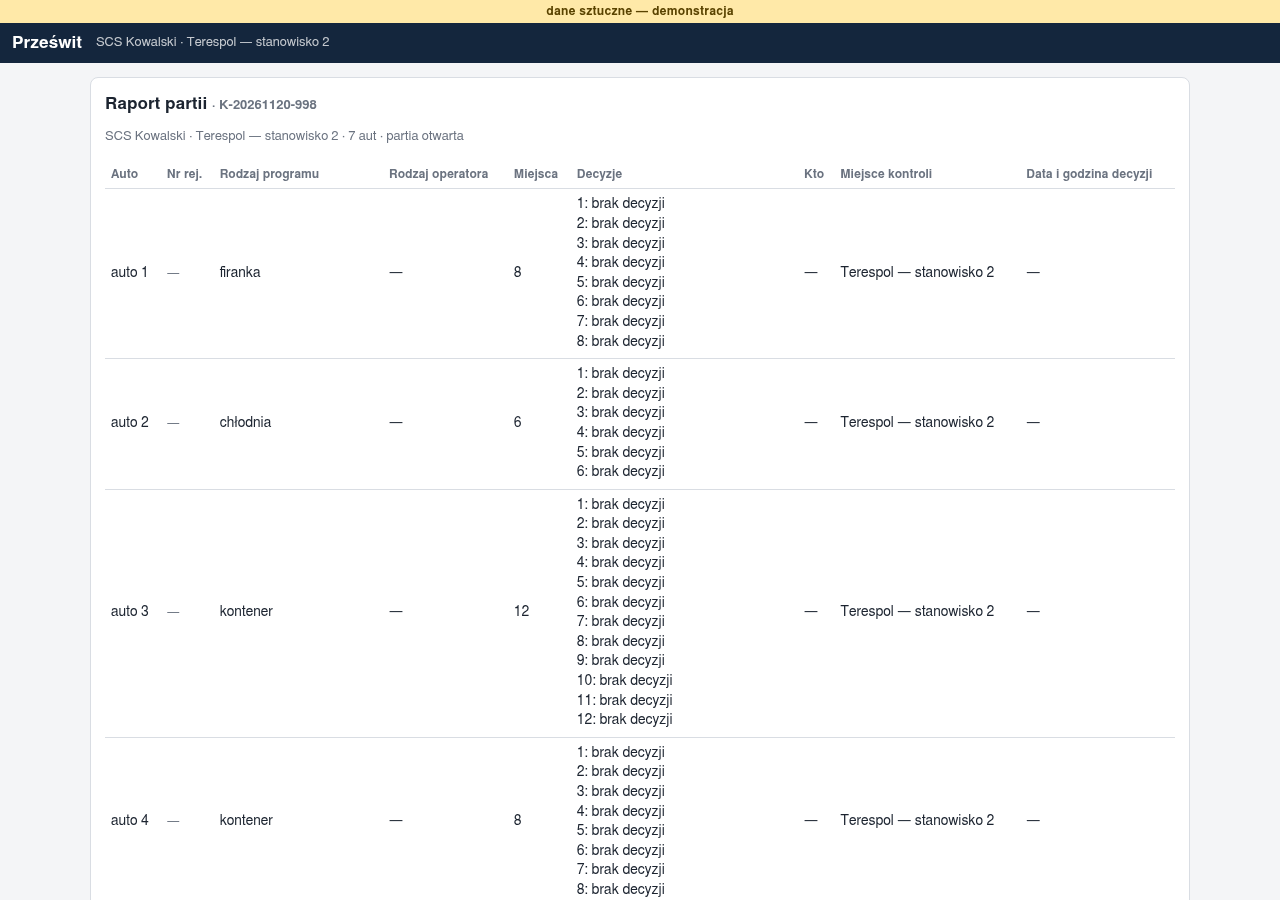 dane sztuczne — demonstracja
Prześwit SCS Kowalski · Terespol — stanowisko 2
Raport partii · K-20261120-998
SCS Kowalski · Terespol — stanowisko 2 · 7 aut · partia otwarta
Auto Nr rej. Rodzaj programu Rodzaj operatora Miejsca Decyzje Kto Miejsce kontroli Data i godzina decyzji
1: brak decyzji
2: brak decyzji
3: brak decyzji
4: brak decyzji
auto 1 — firanka — 8 5: brak decyzji — Terespol — stanowisko 2 —
6: brak decyzji
7: brak decyzji
8: brak decyzji
1: brak decyzji
2: brak decyzji
3: brak decyzji
auto 2 — chłodnia — 6 4: brak decyzji — Terespol — stanowisko 2 —
5: brak decyzji
6: brak decyzji
1: brak decyzji
2: brak decyzji
3: brak decyzji
4: brak decyzji
5: brak decyzji
6: brak decyzji
auto 3 — kontener — 12 7: brak decyzji — Terespol — stanowisko 2 —
8: brak decyzji
9: brak decyzji
10: brak decyzji
11: brak decyzji
12: brak decyzji
1: brak decyzji
2: brak decyzji
3: brak decyzji
4: brak decyzji
auto 4 — kontener — 8 5: brak decyzji — Terespol — stanowisko 2 —
6: brak decyzji
7: brak decyzji
8: brak decyzji